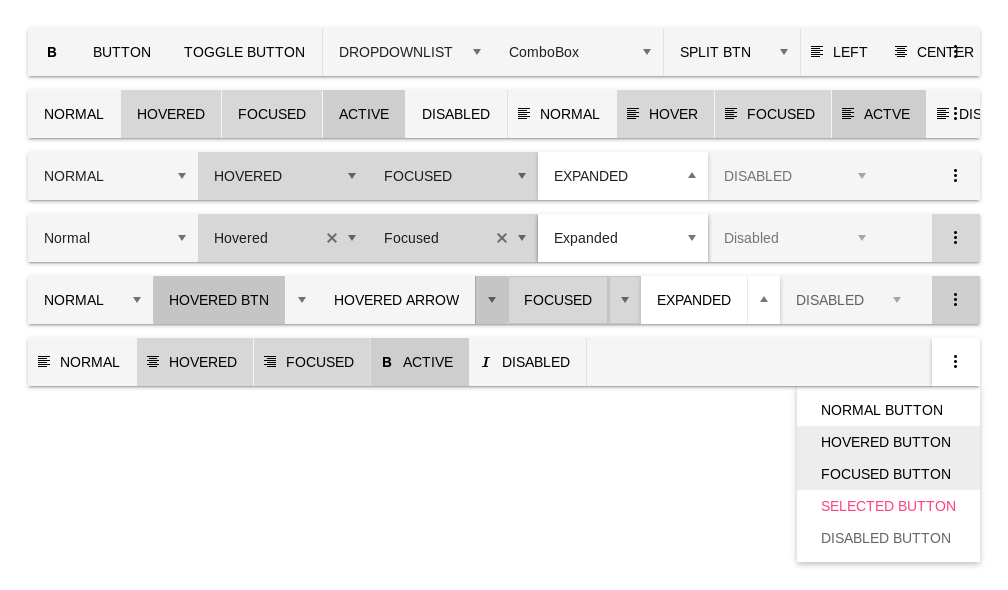 B BUTTON TOGGLE BUTTON DROPDOWNLIST ComboBox SPLIT BTN LEFT CENTER
NORMAL HOVERED FOCUSED ACTIVE DISABLED NORMAL HOVER FOCUSED ACTVE DIS
NORMAL HOVERED FOCUSED EXPANDED DISABLED
Normal Hovered Focused Expanded Disabled
NORMAL HOVERED BTN HOVERED ARROW FOCUSED EXPANDED DISABLED
NORMAL HOVERED FOCUSED B ACTIVE I DISABLED
NORMAL BUTTON
HOVERED BUTTON
FOCUSED BUTTON
SELECTED BUTTON
DISABLED BUTTON